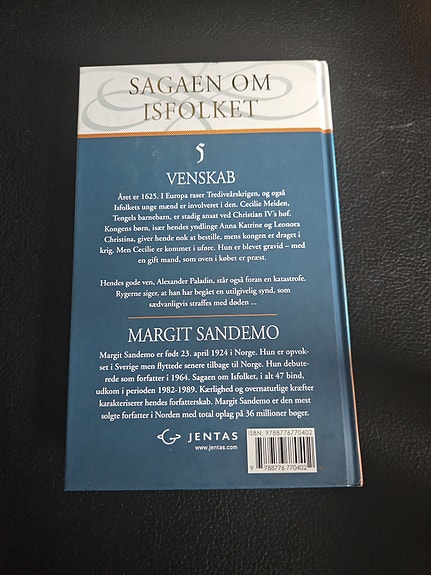 SAGAEN OM
ISFOLKET
5
VENSKAB
Året er 1625. I Europa raser Trediveårskrigen, og også
Isfolkets unge mænd er involveret i den. Cecilie Meiden,
Tengels barnebarn, er stadig ansat ved Christian IV's hof.
Kongens børn, især hendes yndlinge Anna Katrine og Leonora
Christina, giver hende nok at bestille, mens kongen er draget i
krig. Men Cecilie er kommet i uføre. Hun er blevet gravid – med
en gift mand, som oven i købet er præst.
Hendes gode ven, Alexander Paladin, står også foran en katastrofe.
Rygerne siger, at han har begået en utilgivelig synd, som
sædvanligvis straffes med døden ...
MARGIT SANDEMO
Margit Sandemo er født 23. april 1924 i Norge. Hun er opvok-
set i Sverige men flyttede senere tilbage til Norge. Hun debute-
rede som forfatter i 1964. Sagaen om Isfolket, i alt 47 bind,
udkom i perioden 1982-1989. Kærlighed og overnaturlige kræfter
karakteriserer hendes forfatterskab. Margit Sandemo er den mest
solgte forfatter i Norden med total oplag på 36 millioner bøger.
JENTAS
www.jentas.com
ISBN: 9788776770402
9 788776 770402